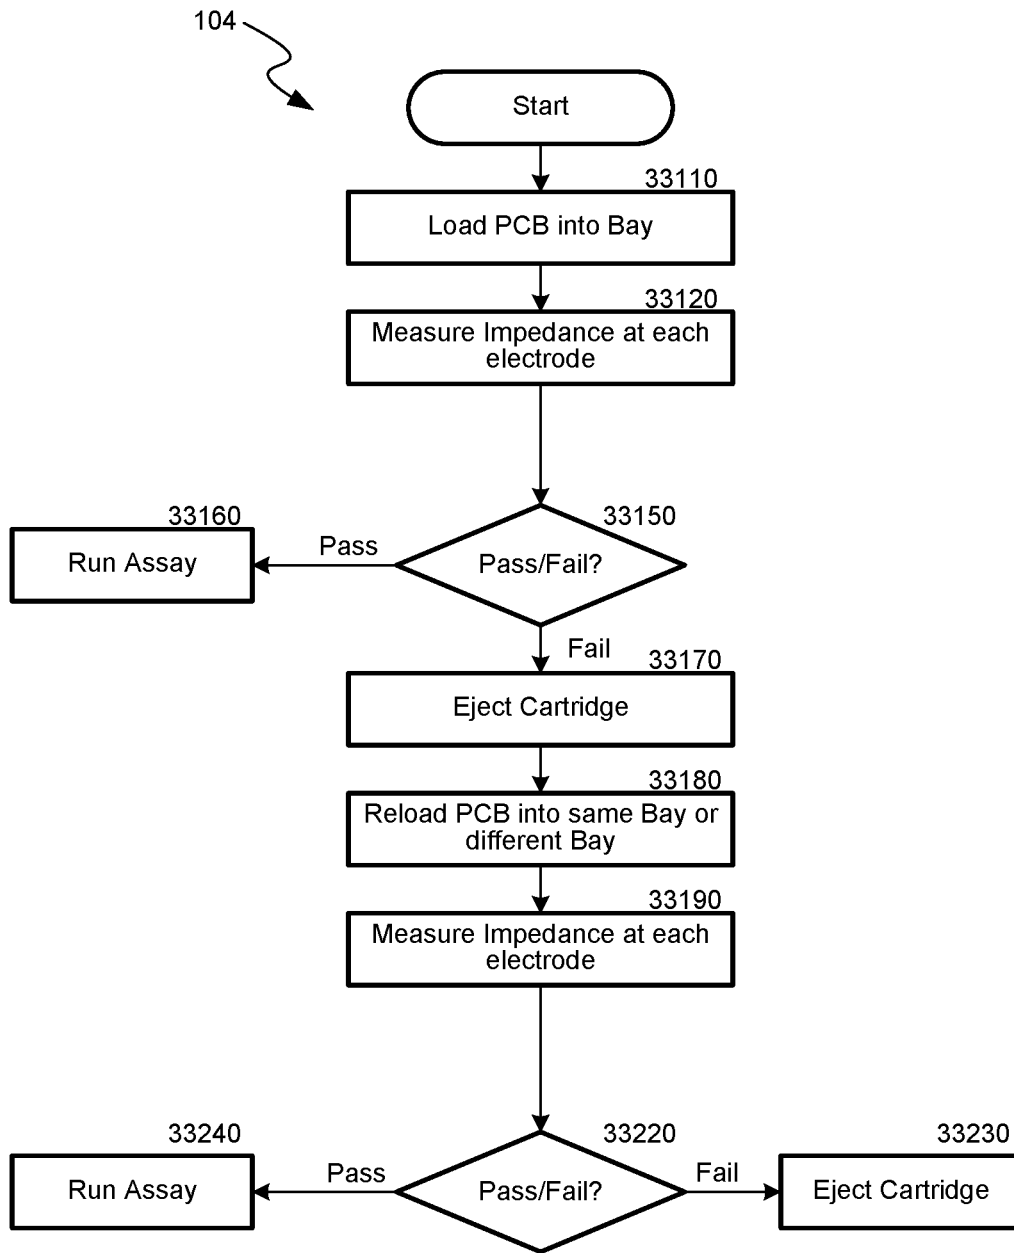 104
Start
33110
Load PCB into Bay
33120
Measure Impedance at each
electrode
33160
33150
Run Assay
Pass
Pass/Fail?
Fail
33170
Eject Cartridge
33180
Reload PCB into same Bay or
different Bay
33190
Measure Impedance at each
electrode
33240
33220
33230
Run Assay
Pass
Pass/Fail?
Fail
Eject Cartridge